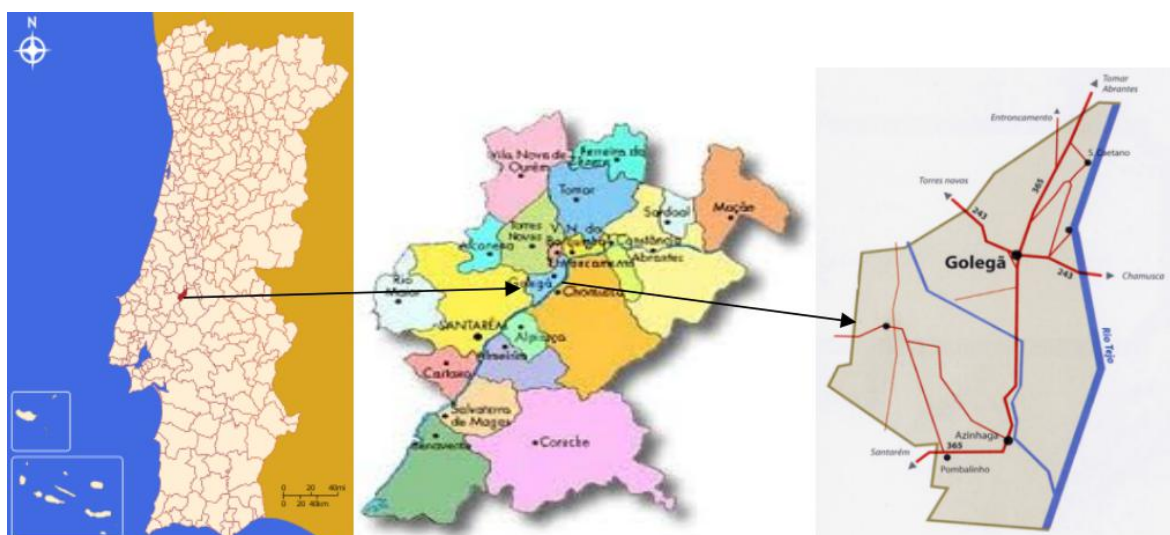 N
0 20 40mi
0 20 40km
Vila Nova de
Ourém
Ferreira do
Zêzere
Tomar
Mação
Sardoal
Torres
Novas
V. N. da
Barquinha
Constância
Alcanena
Entroncamento
Abrantes
Golegã
Chamusca
Rio
Maior
SANTARÉM
Alpiarça
Almeirim
Cartaxo
Salvaterra
de Magos
Benavente
Coruche
Tomar
Abrantes
Entroncamento
S. Caetano
365
Torres novas
243
Golegã
243
Chamusca
Rio Tejo
Azinhaga
365
Santarém
Pombalinho